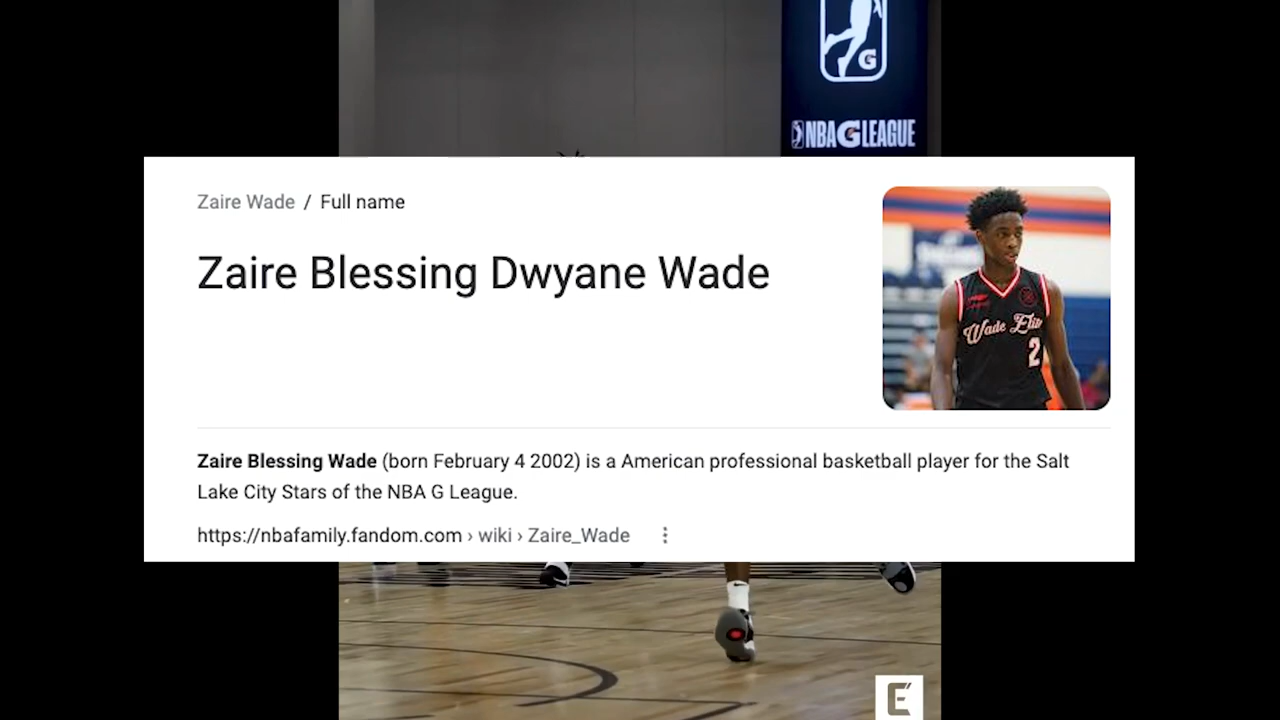 G
NBA G LEAGUE
Zaire Wade / Full name
Zaire Blessing Dwyane Wade
Wade Elite
2
Zaire Blessing Wade (born February 4 2002) is a American professional basketball player for the Salt
Lake City Stars of the NBA G League.
https://nbafamily.fandom.com › wiki › Zaire_Wade
E